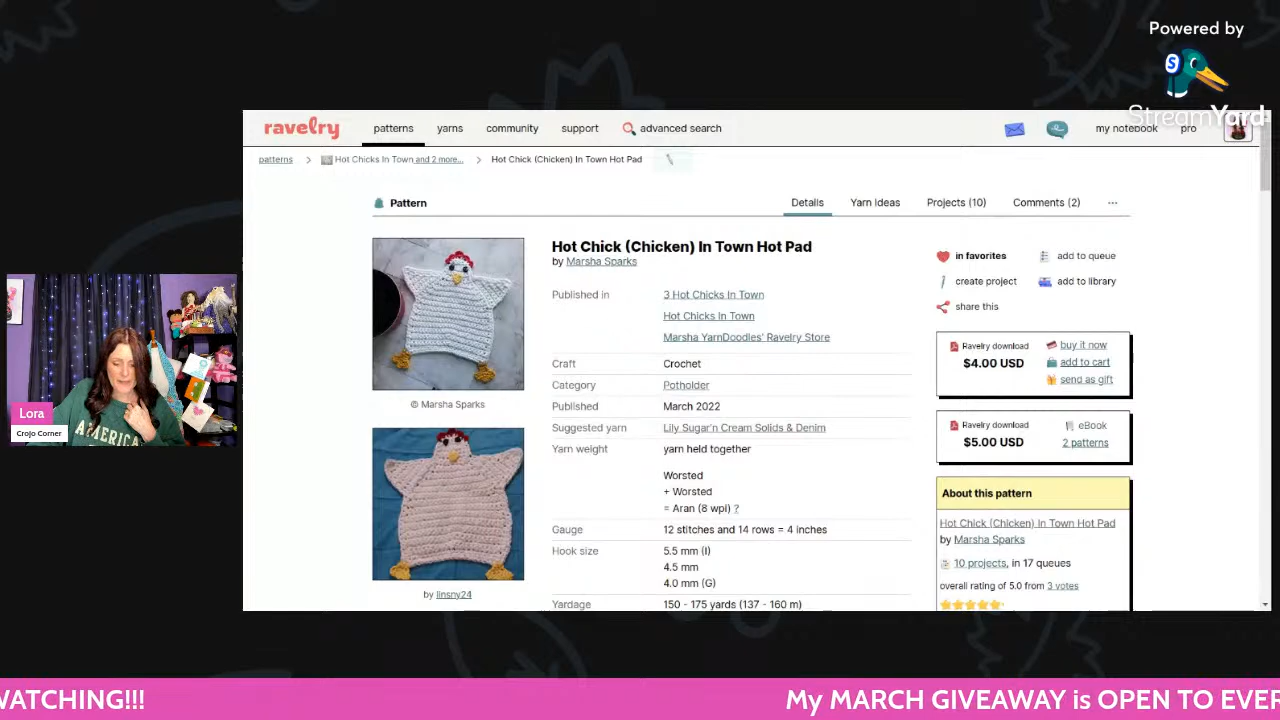 Powered by
S
StreamYard
ravelry
patterns yarns community support advanced search my notebook pro
patterns Hot Chicks In Town and 2 more... Hot Chick (Chicken) In Town Hot Pad
Pattern Details Yarn Ideas Projects (10) Comments (2) ...
Hot Chick (Chicken) In Town Hot Pad
by Marsha Sparks
Published in 3 Hot Chicks In Town
Hot Chicks In Town
Marsha YarnDoodles' Ravelry Store
Craft Crochet
Category Potholder
Published March 2022
Suggested yarn Lily Sugar'n Cream Solids & Denim
Yarn weight yarn held together
Worsted
+ Worsted
= Aran (8 wpi) ?
Gauge 12 stitches and 14 rows = 4 inches
Hook size 5.5 mm (I)
4.5 mm
4.0 mm (G)
Yardage 150 - 175 yards (137 - 160 m)
© Marsha Sparks
by linsny24
in favorites add to queue
create project add to library
share this
Ravelry download
$4.00 USD
buy it now
add to cart
send as gift
Ravelry download
$5.00 USD
eBook
2 patterns
About this pattern
Hot Chick (Chicken) In Town Hot Pad
by Marsha Sparks
10 projects, in 17 queues
overall rating of 5.0 from 3 votes
Lora
Crojo Corner
AMERICA
WATCHING!!! My MARCH GIVEAWAY is OPEN TO EVER